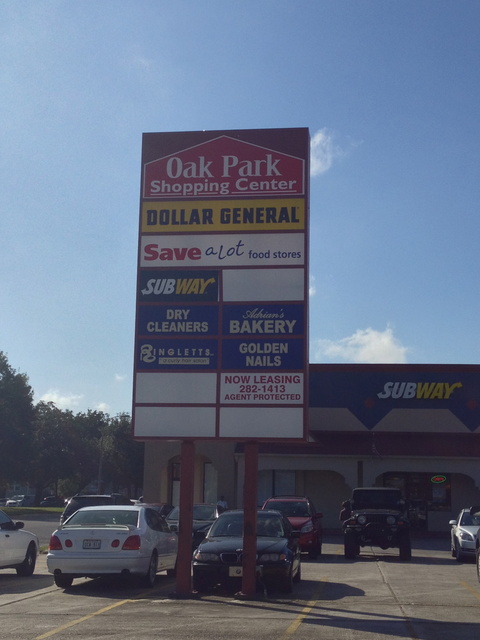 Oak Park
Shopping Center
DOLLAR GENERAL
Save a Lot food stores
SUBWAY
DRY
CLEANERS
Adrian's
BAKERY
INGLETTS
GOLDEN
NAILS
NOW LEASING
282-1413
AGENT PROTECTED
SUBWAY